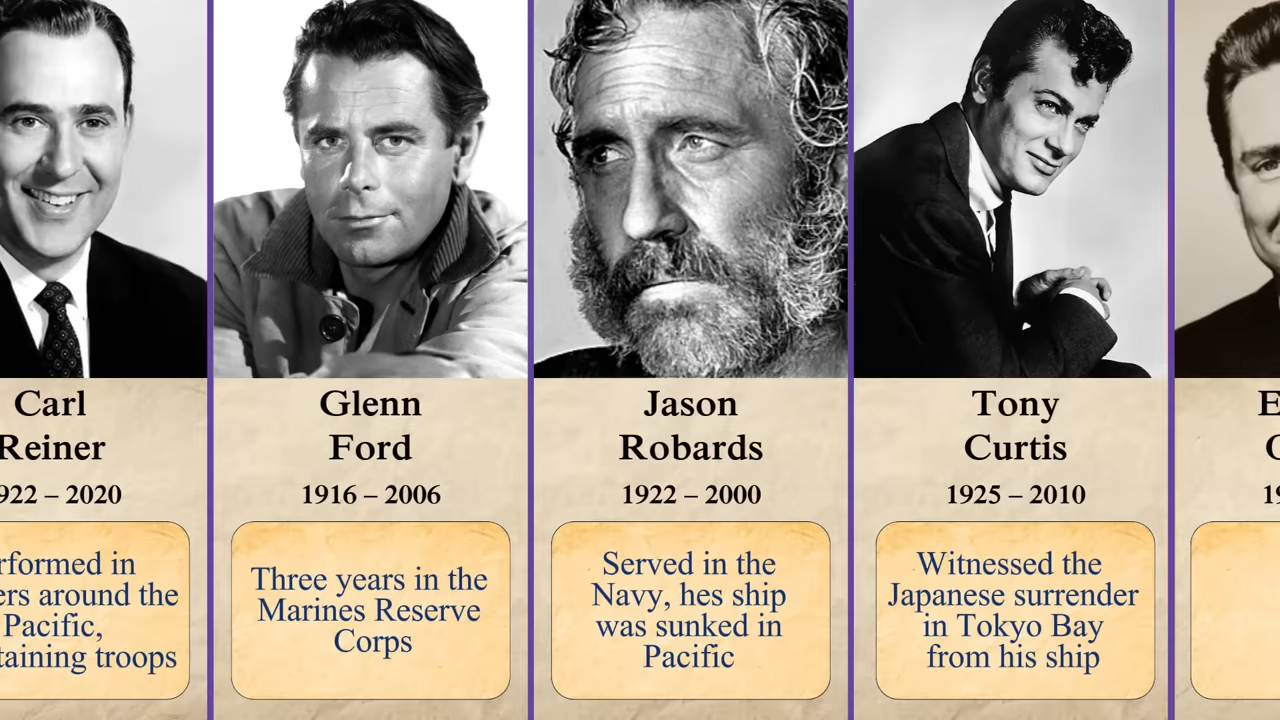 Carl
Reiner
922 – 2020
rformed in
ers around the
Pacific,
taining troops
Glenn
Ford
1916 – 2006
Three years in the
Marines Reserve
Corps
Jason
Robards
1922 – 2000
Served in the
Navy, hes ship
was sunked in
Pacific
Tony
Curtis
1925 – 2010
Witnessed the
Japanese surrender
in Tokyo Bay
from his ship
E
19